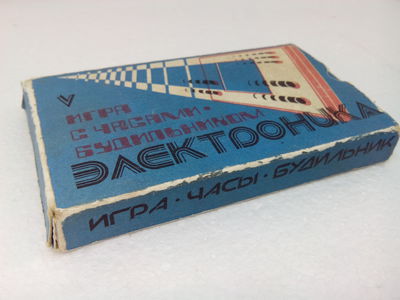 ИГРА
С ЧАСАМИ·
БУДИЛЬНИКОМ
ЭЛЕКТРОНИКА
ИГРА · ЧАСЫ · БУДИЛЬНИК